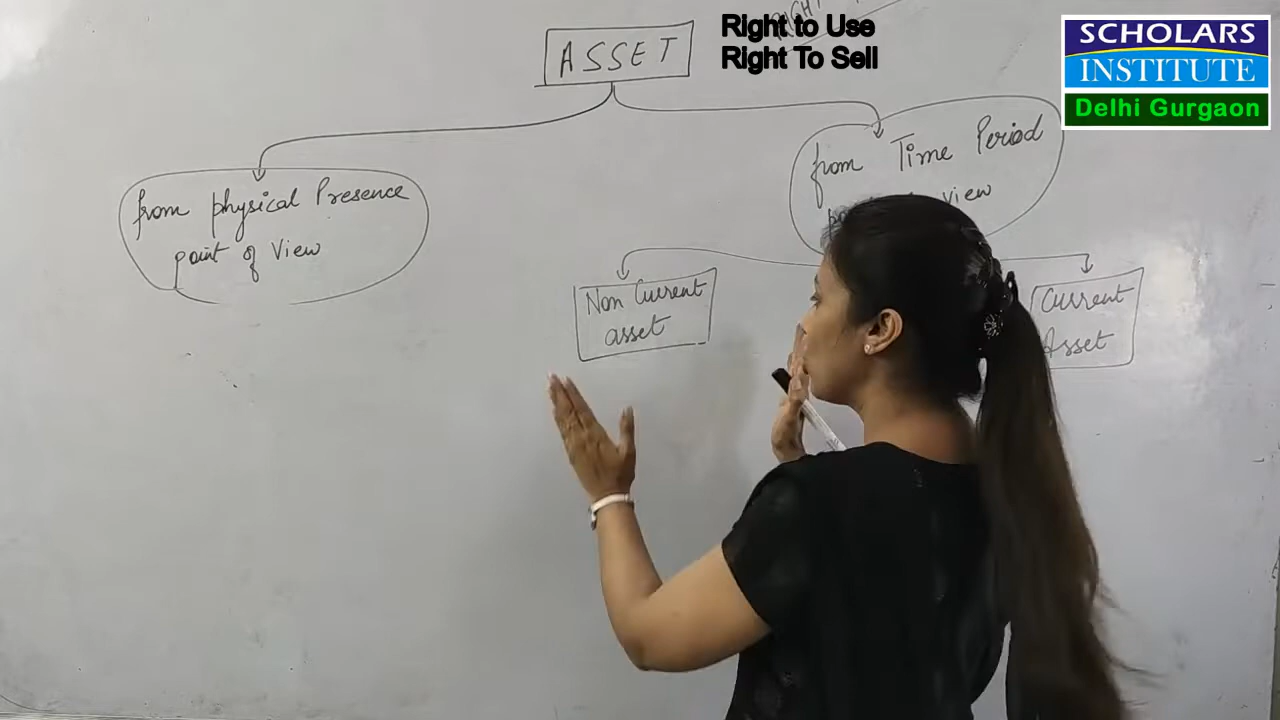 ASSET
Right to Use
Right To Sell
SCHOLARS
INSTITUTE
Delhi Gurgaon
from physical Presence
point of view
from Time Period
view
Non Current
asset
Current
Asset